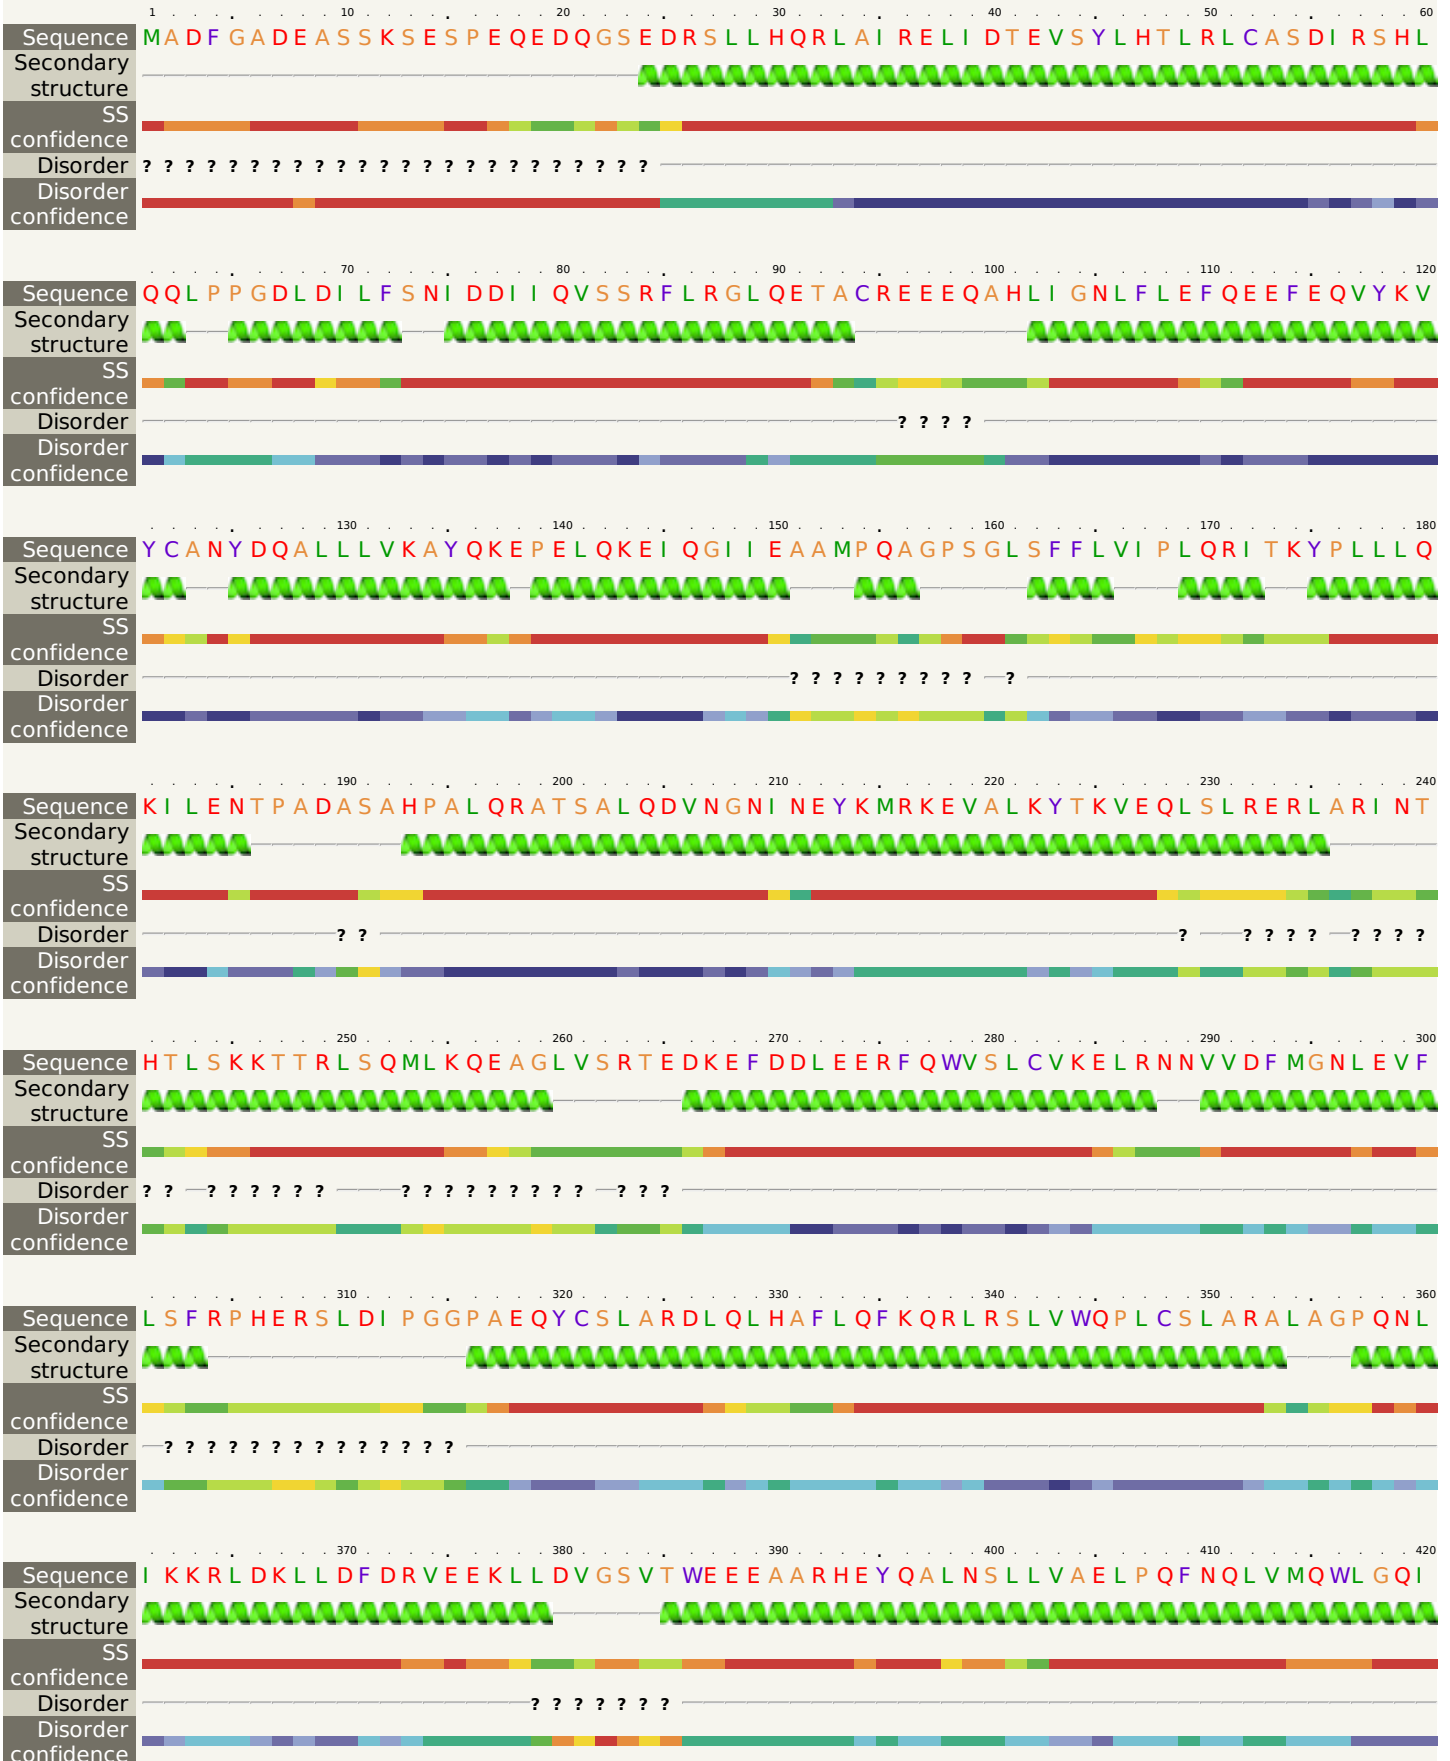 1 10 20 30 40 50 60
Sequence MADFGADEASSKSESPEQEDQGSEDRSLLHQRLAIRELIDTEVSYLHTLRLCASDIRSHL
Secondary
structure
SS
confidence
Disorder ? ? ? ? ? ? ? ? ? ? ? ? ? ? ? ? ? ? ? ? ? ? ? ?
Disorder
confidence
70 80 90 100 110 120
Sequence QQLPPGDLDILFSNIDDIIQVSSRFLRGLQETACREEEQAHLIGNLFLEFQEEFEQVYKV
Secondary
structure
SS
confidence
Disorder ? ? ? ?
Disorder
confidence
130 140 150 160 170 180
Sequence YCANYDQALLLVKAYQKEPELQKEIQGIIEAAMPQAGPSGLSFFLVIPLQRITKYPLLLQ
Secondary
structure
SS
confidence
Disorder ? ? ? ? ? ? ? ? ? ?
Disorder
confidence
190 200 210 220 230 240
Sequence KILENTPADASAHPALQRATSALQDVNGNINEYKMRKEVALKYTKVEQLSLRERLARINT
Secondary
structure
SS
confidence
Disorder ? ? ? ? ? ? ? ? ? ? ?
Disorder
confidence
250 260 270 280 290 300
Sequence HTLSKKTTRLSQMLKQEAGLVSRTEDKEFDDLEERFQWVSLCVKELRNNVVDFMGNLEVF
Secondary
structure
SS
confidence
Disorder ? ? ? ? ? ? ? ? ? ? ? ? ? ? ? ? ? ? ? ?
Disorder
confidence
310 320 330 340 350 360
Sequence LSFRPHERSLDIPGGPAEQYCSLARDLQLHAFLQFKQRLRSLVWQPLCSLARALAGPQNL
Secondary
structure
SS
confidence
Disorder ? ? ? ? ? ? ? ? ? ? ? ? ? ?
Disorder
confidence
370 380 390 400 410 420
Sequence IKKRLDKLLDFDRVEEKLLDVGSVTWEEEAARHEYQALNSLLVAELPQFNQLVMQWLGQI
Secondary
structure
SS
confidence
Disorder ? ? ? ? ? ? ?
Disorder
confidence